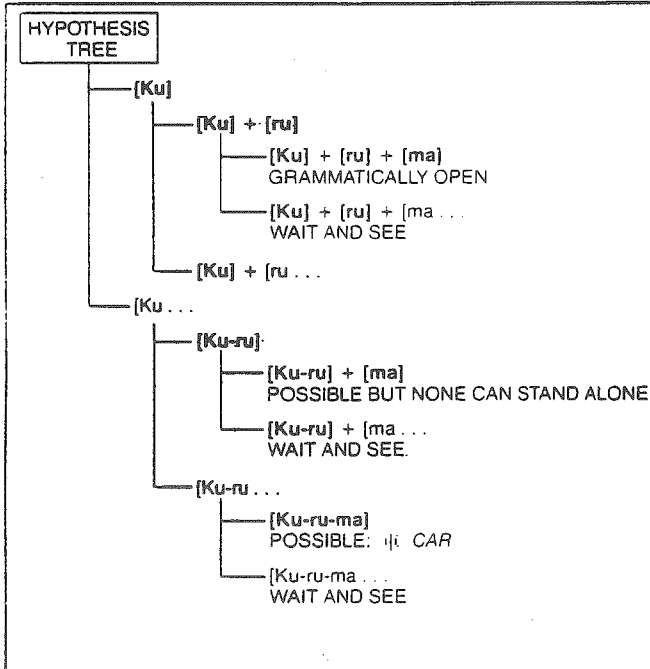 HYPOTHESIS
TREE
[Ku]
[Ku] + [ru]
[Ku] + [ru] + [ma]
GRAMMATICALLY OPEN
[Ku] + [ru] + [ma ...
WAIT AND SEE
[Ku] + [ru ...
[Ku ...
[Ku-ru]
[Ku-ru] + [ma]
POSSIBLE BUT NONE CAN STAND ALONE
[Ku-ru] + [ma ...
WAIT AND SEE.
[Ku-ru ...
[Ku-ru-ma]
POSSIBLE: CAR
[Ku-ru-ma ...
WAIT AND SEE